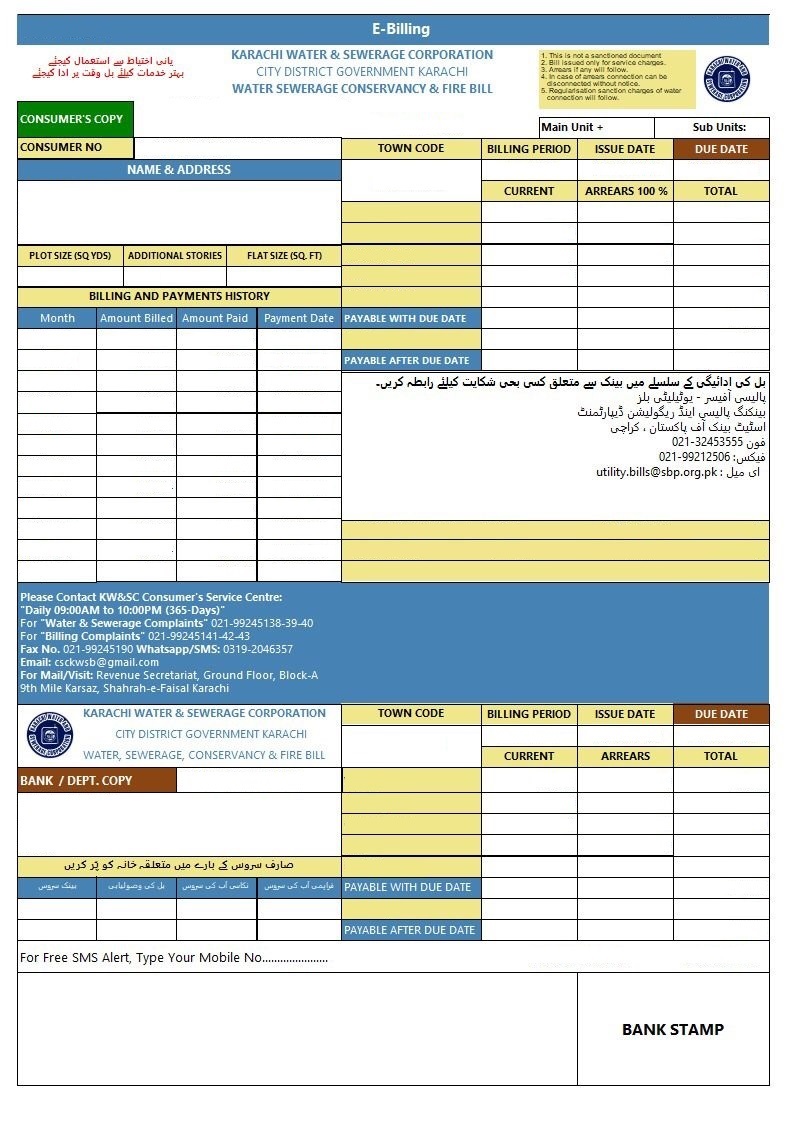 E-Billing
پانی احتیاط سے استعمال کیجئے
بہتر خدمات کیلئے بل وقت پر ادا کیجئے
KARACHI WATER & SEWERAGE CORPORATION
CITY DISTRICT GOVERNMENT KARACHI
WATER SEWERAGE CONSERVANCY & FIRE BILL
1. This is not a sanctioned document
2. Bill issued only for service charges.
3. Arrears if any will follow.
4. In case of arrears connection can be
disconnected without notice.
5. Regularisation sanction charges of water
connection will follow.
CONSUMER'S COPY
Main Unit + Sub Units:
CONSUMER NO TOWN CODE BILLING PERIOD ISSUE DATE DUE DATE
NAME & ADDRESS
CURRENT ARREARS 100 % TOTAL
PLOT SIZE (SQ YDS) ADDITIONAL STORIES FLAT SIZE (SQ. FT)
BILLING AND PAYMENTS HISTORY
Month Amount Billed Amount Paid Payment Date PAYABLE WITH DUE DATE
PAYABLE AFTER DUE DATE
بل کی ادائیگی کے سلسلے میں بینک سے متعلق کسی بھی شکایت کیلئے رابطہ کریں۔
پالیسی آفیسر - یوٹیلیٹی بلز
بینکنگ پالیسی اینڈ ریگولیشن ڈیپارٹمنٹ
اسٹیٹ بینک آف پاکستان ، کراچی
فون 021-32453555
فیکس: 021-99212506
ای میل : utility.bills@sbp.org.pk
Please Contact KW&SC Consumer's Service Centre:
"Daily 09:00AM to 10:00PM (365-Days)"
For "Water & Sewerage Complaints" 021-99245138-39-40
For "Billing Complaints" 021-99245141-42-43
Fax No. 021-99245190 Whatsapp/SMS: 0319-2046357
Email: csckwsb@gmail.com
For Mail/Visit: Revenue Secretariat, Ground Floor, Block-A
9th Mile Karsaz, Shahrah-e-Faisal Karachi
KARACHI WATER & SEWERAGE CORPORATION
CITY DISTRICT GOVERNMENT KARACHI
WATER, SEWERAGE, CONSERVANCY & FIRE BILL
TOWN CODE BILLING PERIOD ISSUE DATE DUE DATE
CURRENT ARREARS TOTAL
BANK / DEPT. COPY
صارف سروس کے بارے میں متعلقہ خانہ کو پُر کریں
فراہمی آب کی سروس نکاسی آب کی سروس بل کی وصولیابی بینک سروس
PAYABLE WITH DUE DATE
PAYABLE AFTER DUE DATE
For Free SMS Alert, Type Your Mobile No......................
BANK STAMP